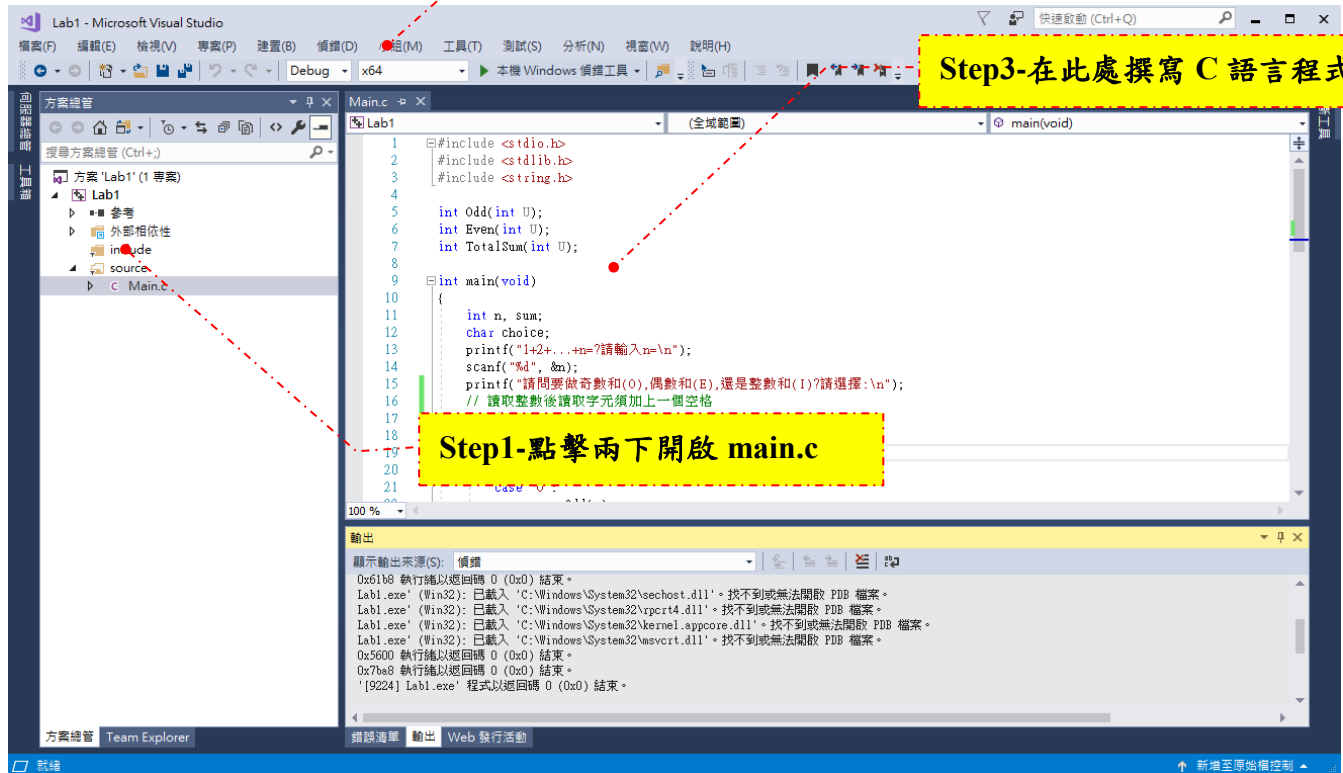 Lab1 - Microsoft Visual Studio
快速啟動 (Ctrl+Q)
檔案(F) 編輯(E) 檢視(V) 專案(P) 建置(B) 偵錯(D) 組(M) 工具(T) 測試(S) 分析(N) 視窗(W) 說明(H)
Debug x64 本機 Windows 偵錯工具
Step3-在此處撰寫 C 語言程式
伺服器總管
工具箱
方案總管
搜尋方案總管 (Ctrl+;)
方案 'Lab1' (1 專案)
Lab1
參考
外部相依性
include
source
Main.c
Main.c
Lab1 (全域範圍) main(void)
1 #include <stdio.h>
2 #include <stdlib.h>
3 #include <string.h>
4
5 int Odd(int U);
6 int Even(int U);
7 int TotalSum(int U);
8
9 int main(void)
10 {
11 int n, sum;
12 char choice;
13 printf("1+2+...+n=?請輸入n=\n");
14 scanf("%d", &n);
15 printf("請問要做奇數和(O),偶數和(E),還是整數和(I)?請選擇:\n");
16 // 讀取整數後讀取字元須加上一個空格
17
18
19
20
21 case
Step1-點擊兩下開啟 main.c
100 %
輸出
顯示輸出來源(S): 偵錯
0x61b8 執行緒以返回碼 0 (0x0) 結束。
Lab1.exe' (Win32): 已載入 'C:\Windows\System32\sechost.dll'。找不到或無法開啟 PDB 檔案。
Lab1.exe' (Win32): 已載入 'C:\Windows\System32\rpcrt4.dll'。找不到或無法開啟 PDB 檔案。
Lab1.exe' (Win32): 已載入 'C:\Windows\System32\kernel.appcore.dll'。找不到或無法開啟 PDB 檔案。
Lab1.exe' (Win32): 已載入 'C:\Windows\System32\msvcrt.dll'。找不到或無法開啟 PDB 檔案。
0x5600 執行緒以返回碼 0 (0x0) 結束。
0x7ba8 執行緒以返回碼 0 (0x0) 結束。
'[9224] Lab1.exe' 程式以返回碼 0 (0x0) 結束。
方案總管 Team Explorer
錯誤清單 輸出 Web 發行活動
就緒
新增至原始檔控制